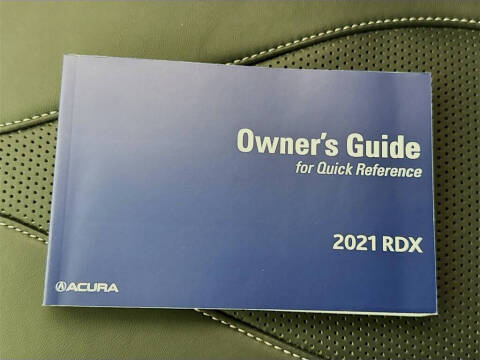 Owner's Guide
for Quick Reference
2021 RDX
ACURA